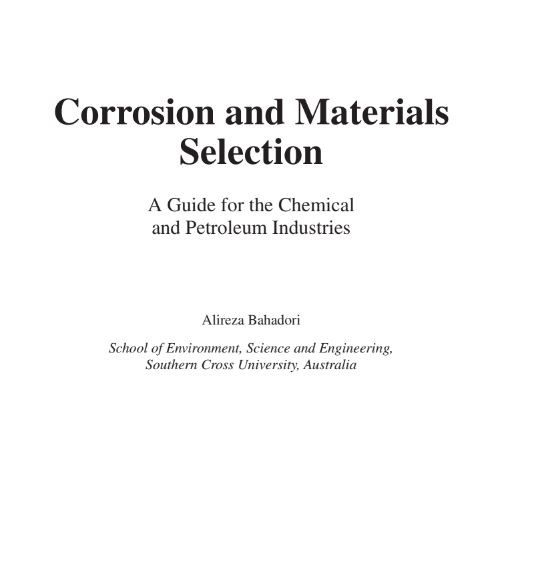 Corrosion and Materials
Selection
A Guide for the Chemical
and Petroleum Industries
Alireza Bahadori
School of Environment, Science and Engineering,
Southern Cross University, Australia